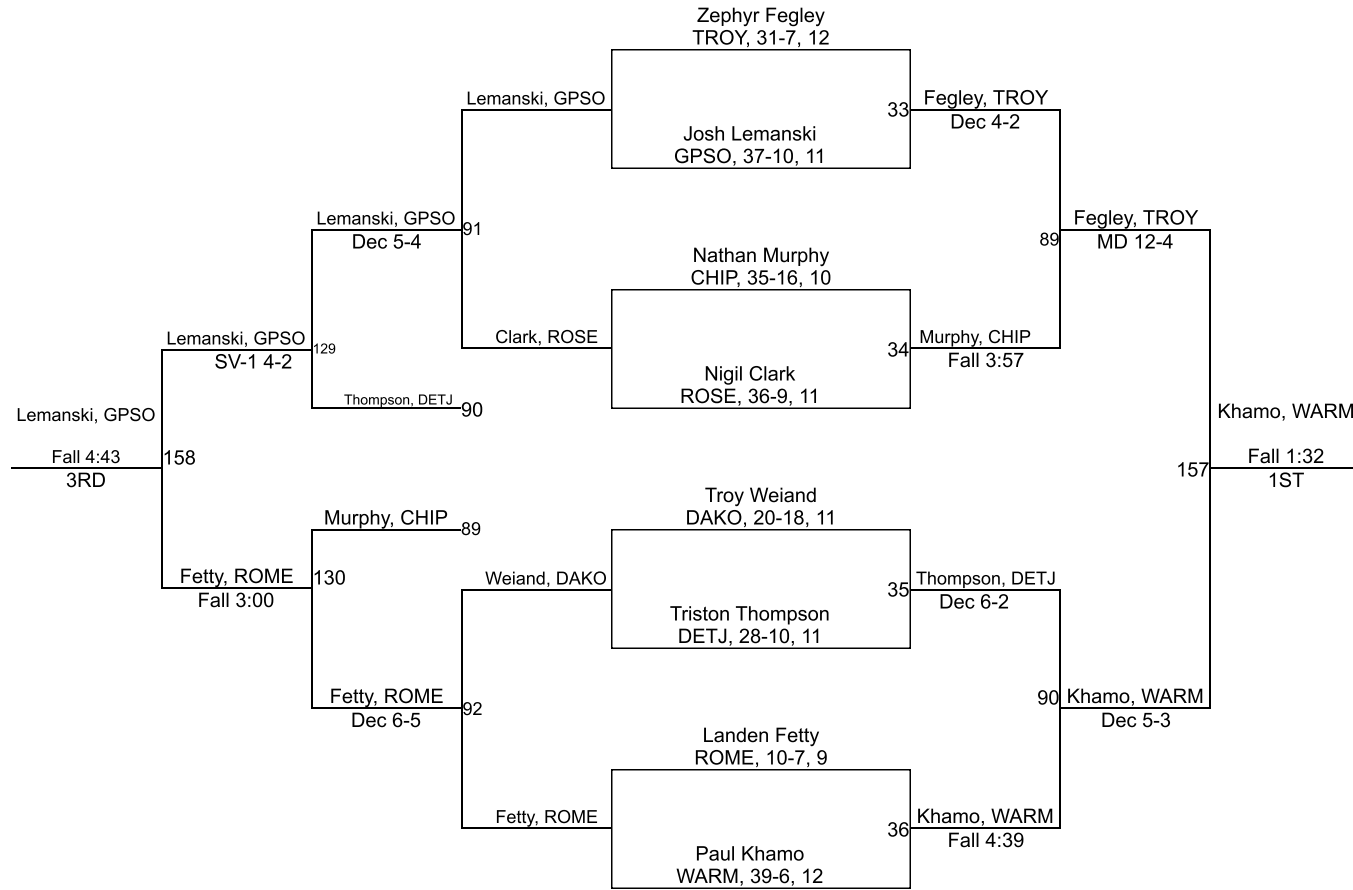 Zephyr Fegley
TROY, 31-7, 12
Lemanski, GPSO
33
Fegley, TROY
Dec 4-2
Josh Lemanski
GPSO, 37-10, 11
Lemanski, GPSO
Dec 5-4
91
Fegley, TROY
MD 12-4
89
Nathan Murphy
CHIP, 35-16, 10
Lemanski, GPSO
SV-1 4-2
129
Clark, ROSE
34
Murphy, CHIP
Fall 3:57
Nigil Clark
ROSE, 36-9, 11
Thompson, DETJ
90
Lemanski, GPSO
Fall 4:43
3RD
158
Khamo, WARM
Fall 1:32
1ST
157
Troy Weiand
DAKO, 20-18, 11
Murphy, CHIP
89
Fetty, ROME
Fall 3:00
130
Weiand, DAKO
35
Thompson, DETJ
Dec 6-2
Triston Thompson
DETJ, 28-10, 11
Fetty, ROME
Dec 6-5
92
90
Khamo, WARM
Dec 5-3
Landen Fetty
ROME, 10-7, 9
Fetty, ROME
36
Khamo, WARM
Fall 4:39
Paul Khamo
WARM, 39-6, 12